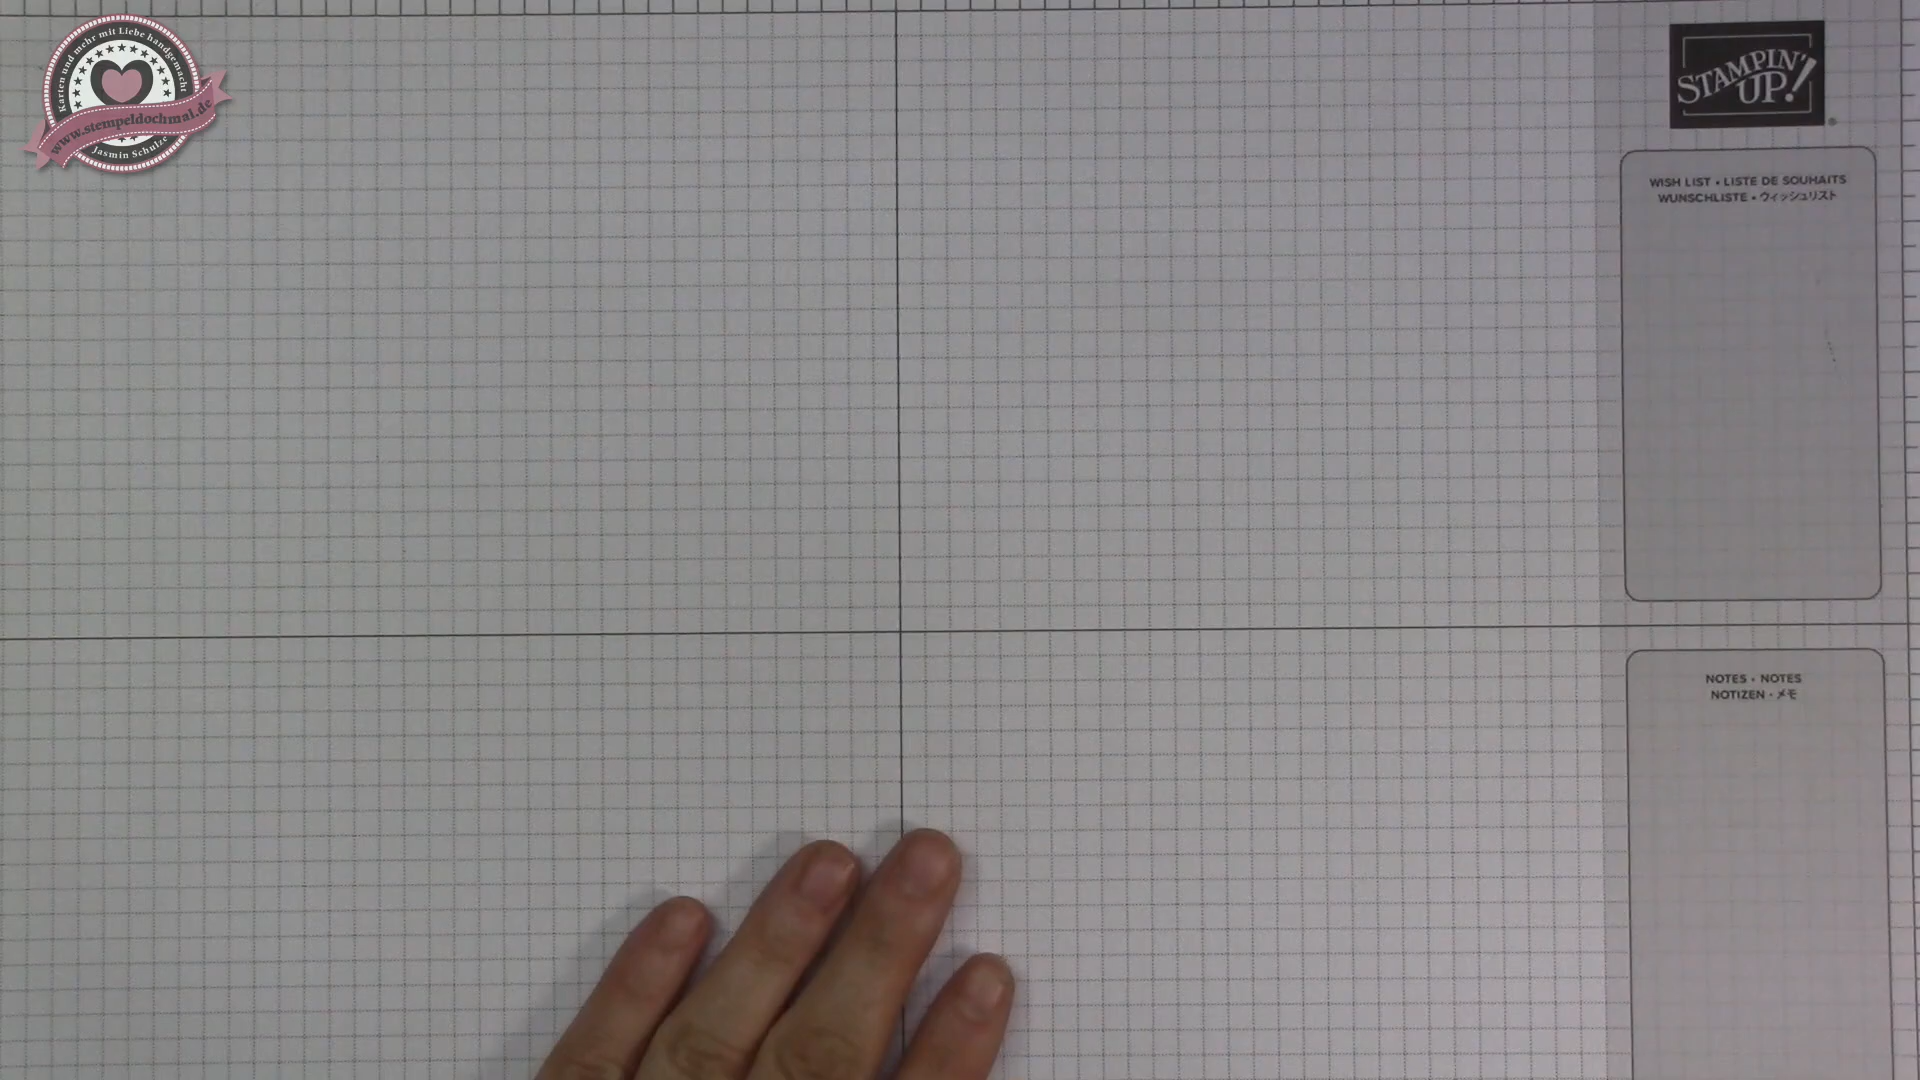 Karten und mehr mit Liebe handgemacht
www.stempeldochmal.de
Jasmin Schulze
STAMPIN' UP!
WISH LIST • LISTE DE SOUHAITS
WUNSCHLISTE • ウィッシュリスト
NOTES • NOTES
NOTIZEN • メモ